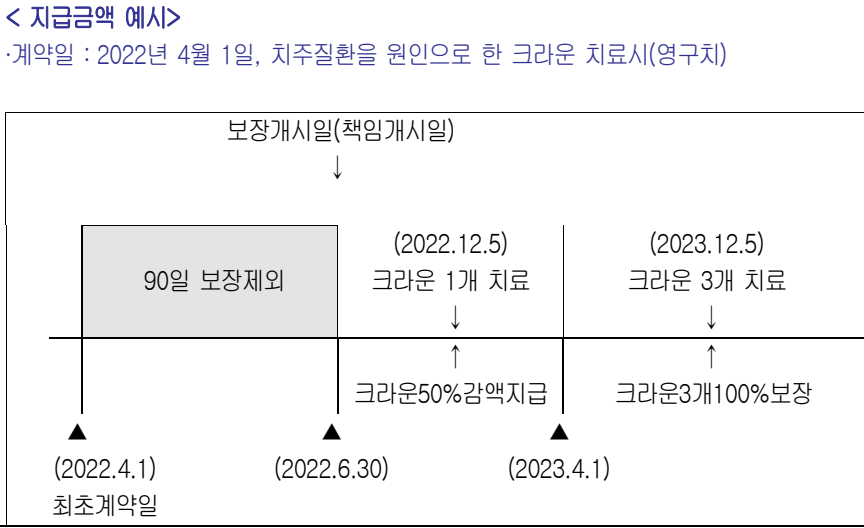 < 지급금액 예시>
·계약일 : 2022년 4월 1일, 치주질환을 원인으로 한 크라운 치료시(영구치)
보장개시일(책임개시일)
↓
(2022.12.5) (2023.12.5)
90일 보장제외 크라운 1개 치료 크라운 3개 치료
↓ ↓
↑ ↑
크라운50%감액지급 크라운3개100%보장
▲ ▲ ▲
(2022.4.1) (2022.6.30) (2023.4.1)
최초계약일